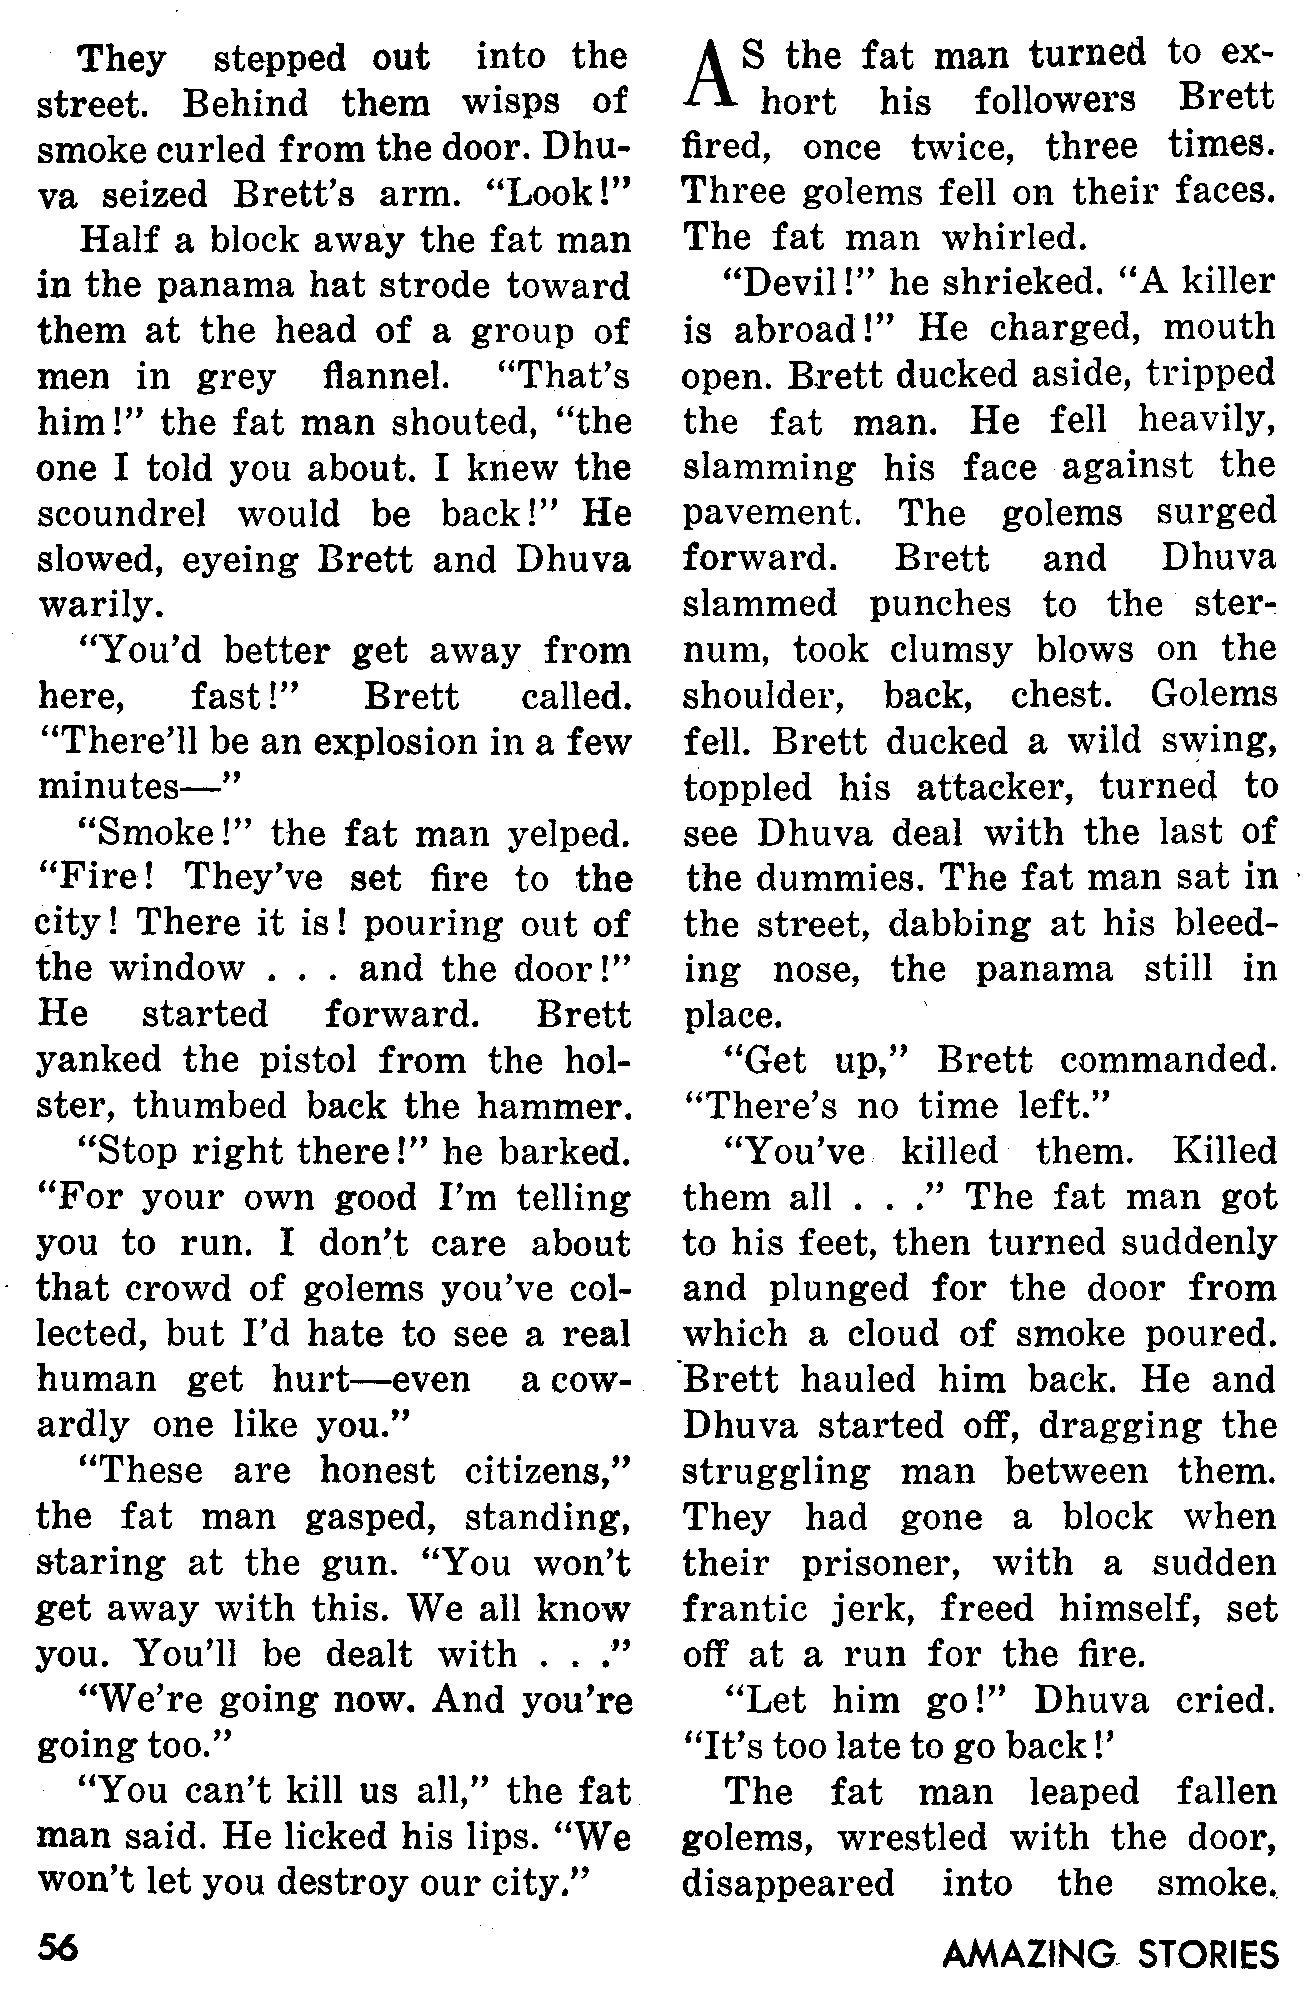 They stepped out into the
street. Behind them wisps of
smoke curled from the door. Dhu-
va seized Brett's arm. “Look!”
Half a block away the fat man
in the panama hat strode toward
them at the head of a group of
men in grey flannel. “That's
him!” the fat man shouted, “the
one I told you about. I knew the
scoundrel would be back!” He
slowed, eyeing Brett and Dhuva
warily.
“You'd better get away from
here, fast!” Brett called.
“There'll be an explosion in a few
minutes—”
“Smoke!” the fat man yelped.
“Fire! They've set fire to the
city! There it is! pouring out of
the window . . . and the door!”
He started forward. Brett
yanked the pistol from the hol-
ster, thumbed back the hammer.
“Stop right there!” he barked.
“For your own good I'm telling
you to run. I don't care about
that crowd of golems you've col-
lected, but I'd hate to see a real
human get hurt—even a cow-
ardly one like you.”
“These are honest citizens,”
the fat man gasped, standing,
staring at the gun. “You won't
get away with this. We all know
you. You'll be dealt with . . .”
“We're going now. And you're
going too.”
“You can't kill us all,” the fat
man said. He licked his lips. “We
won't let you destroy our city.”
AS the fat man turned to ex-
hort his followers Brett
fired, once twice, three times.
Three golems fell on their faces.
The fat man whirled.
“Devil!” he shrieked. “A killer
is abroad!” He charged, mouth
open. Brett ducked aside, tripped
the fat man. He fell heavily,
slamming his face against the
pavement. The golems surged
forward. Brett and Dhuva
slammed punches to the ster-
num, took clumsy blows on the
shoulder, back, chest. Golems
fell. Brett ducked a wild swing,
toppled his attacker, turned to
see Dhuva deal with the last of
the dummies. The fat man sat in
the street, dabbing at his bleed-
ing nose, the panama still in
place.
“Get up,” Brett commanded.
“There's no time left.”
“You've killed them. Killed
them all . . .” The fat man got
to his feet, then turned suddenly
and plunged for the door from
which a cloud of smoke poured.
Brett hauled him back. He and
Dhuva started off, dragging the
struggling man between them.
They had gone a block when
their prisoner, with a sudden
frantic jerk, freed himself, set
off at a run for the fire.
“Let him go!” Dhuva cried.
“It's too late to go back!'
The fat man leaped fallen
golems, wrestled with the door,
disappeared into the smoke.
56
AMAZING STORIES